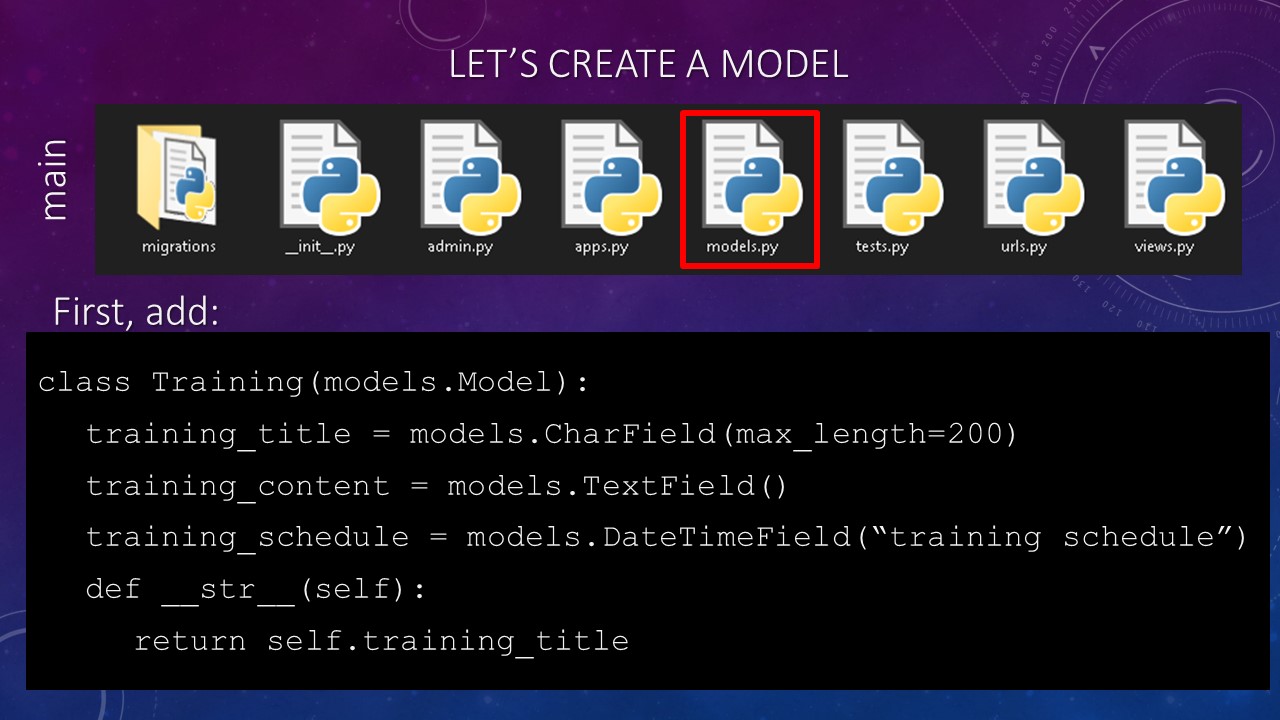 LET’S CREATE A MODEL
main
migrations
__init__.py
admin.py
apps.py
models.py
tests.py
urls.py
views.py
First, add:
class Training(models.Model):
training_title = models.CharField(max_length=200)
training_content = models.TextField()
training_schedule = models.DateTimeField(“training schedule”)
def __str__(self):
return self.training_title